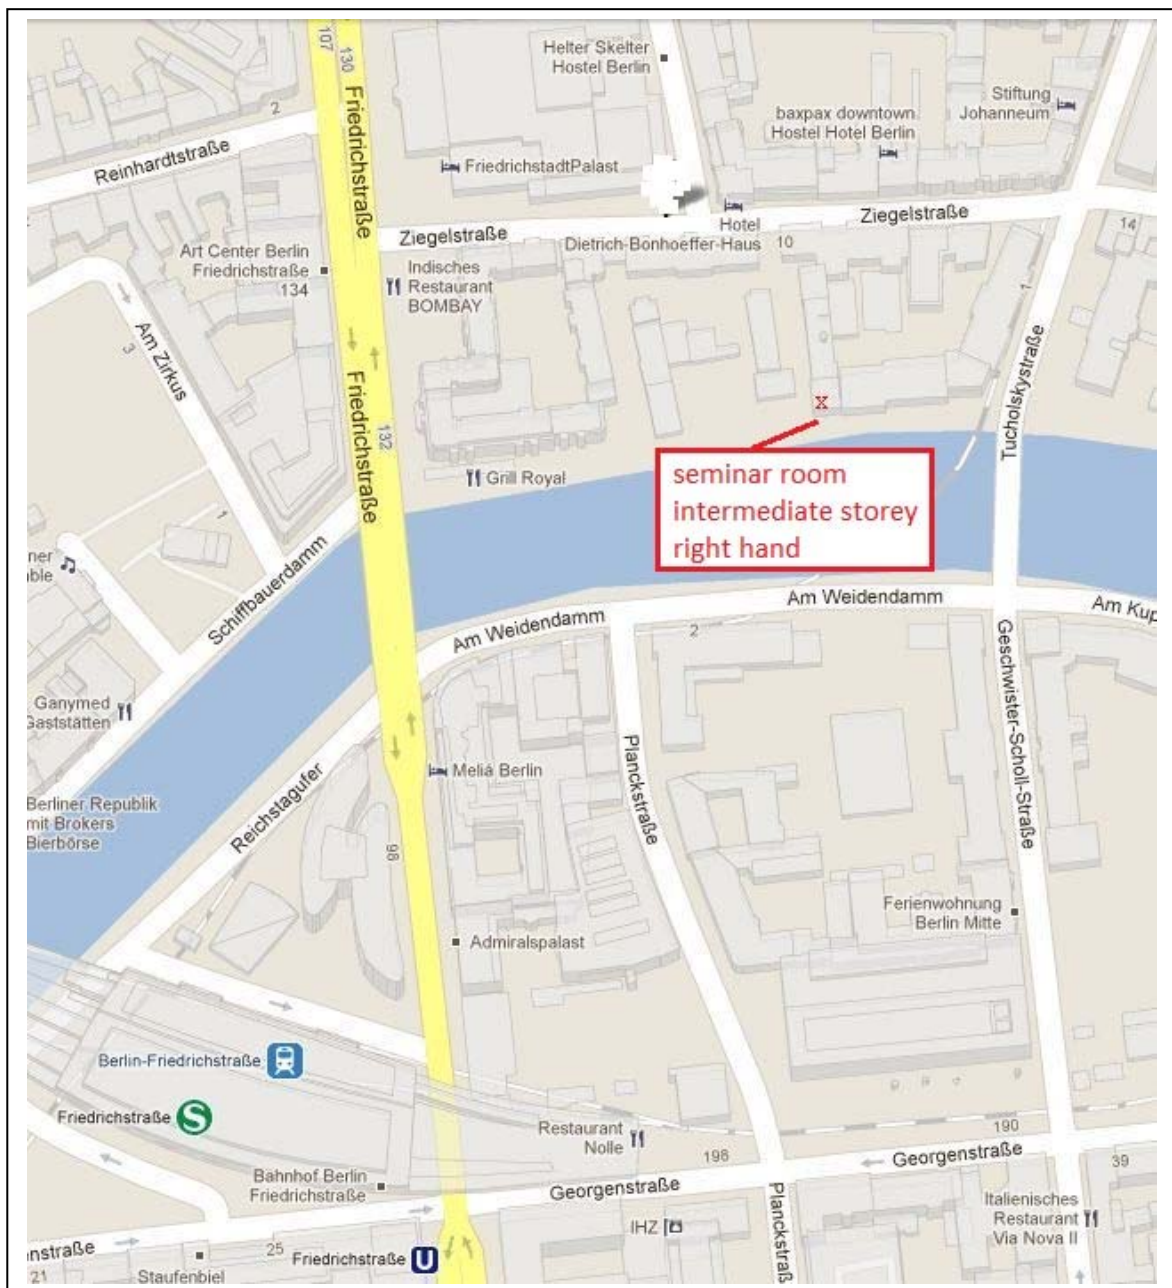 107
130
Friedrichstraße
2
Reinhardtstraße
Helter Skelter
Hostel Berlin
baxpax downtown
Hostel Hotel Berlin
Stiftung
Johanneum
FriedrichstadtPalast
Ziegelstraße
Ziegelstraße
Hotel
Dietrich-Bonhoeffer-Haus
10
14
Art Center Berlin
Friedrichstraße
134
Indisches
Restaurant
BOMBAY
Am Zirkus
3
Friedrichstraße
132
7
Tucholskystraße
X
seminar room
intermediate storey
right hand
Grill Royal
Schiffbauerdamm
Am Weidendamm
Am Weidendamm
Am Kup
2
Ganymed
Gaststätten
Berliner Republik
mit Brokers
Bierbörse
Reichstagufer
Meliá Berlin
98
Planckstraße
Geschwister-Scholl-Straße
Ferienwohnung
Berlin Mitte
Admiralspalast
Berlin-Friedrichstraße
Friedrichstraße
S
Restaurant
Nolle
198
190
Georgenstraße
39
Bahnhof Berlin
Friedrichstraße
Georgenstraße
Planckstraß
Italienisches
Restaurant
Via Nova II
IHZ
enstraße
21
25
Staufenbiel
Friedrichstraße
U